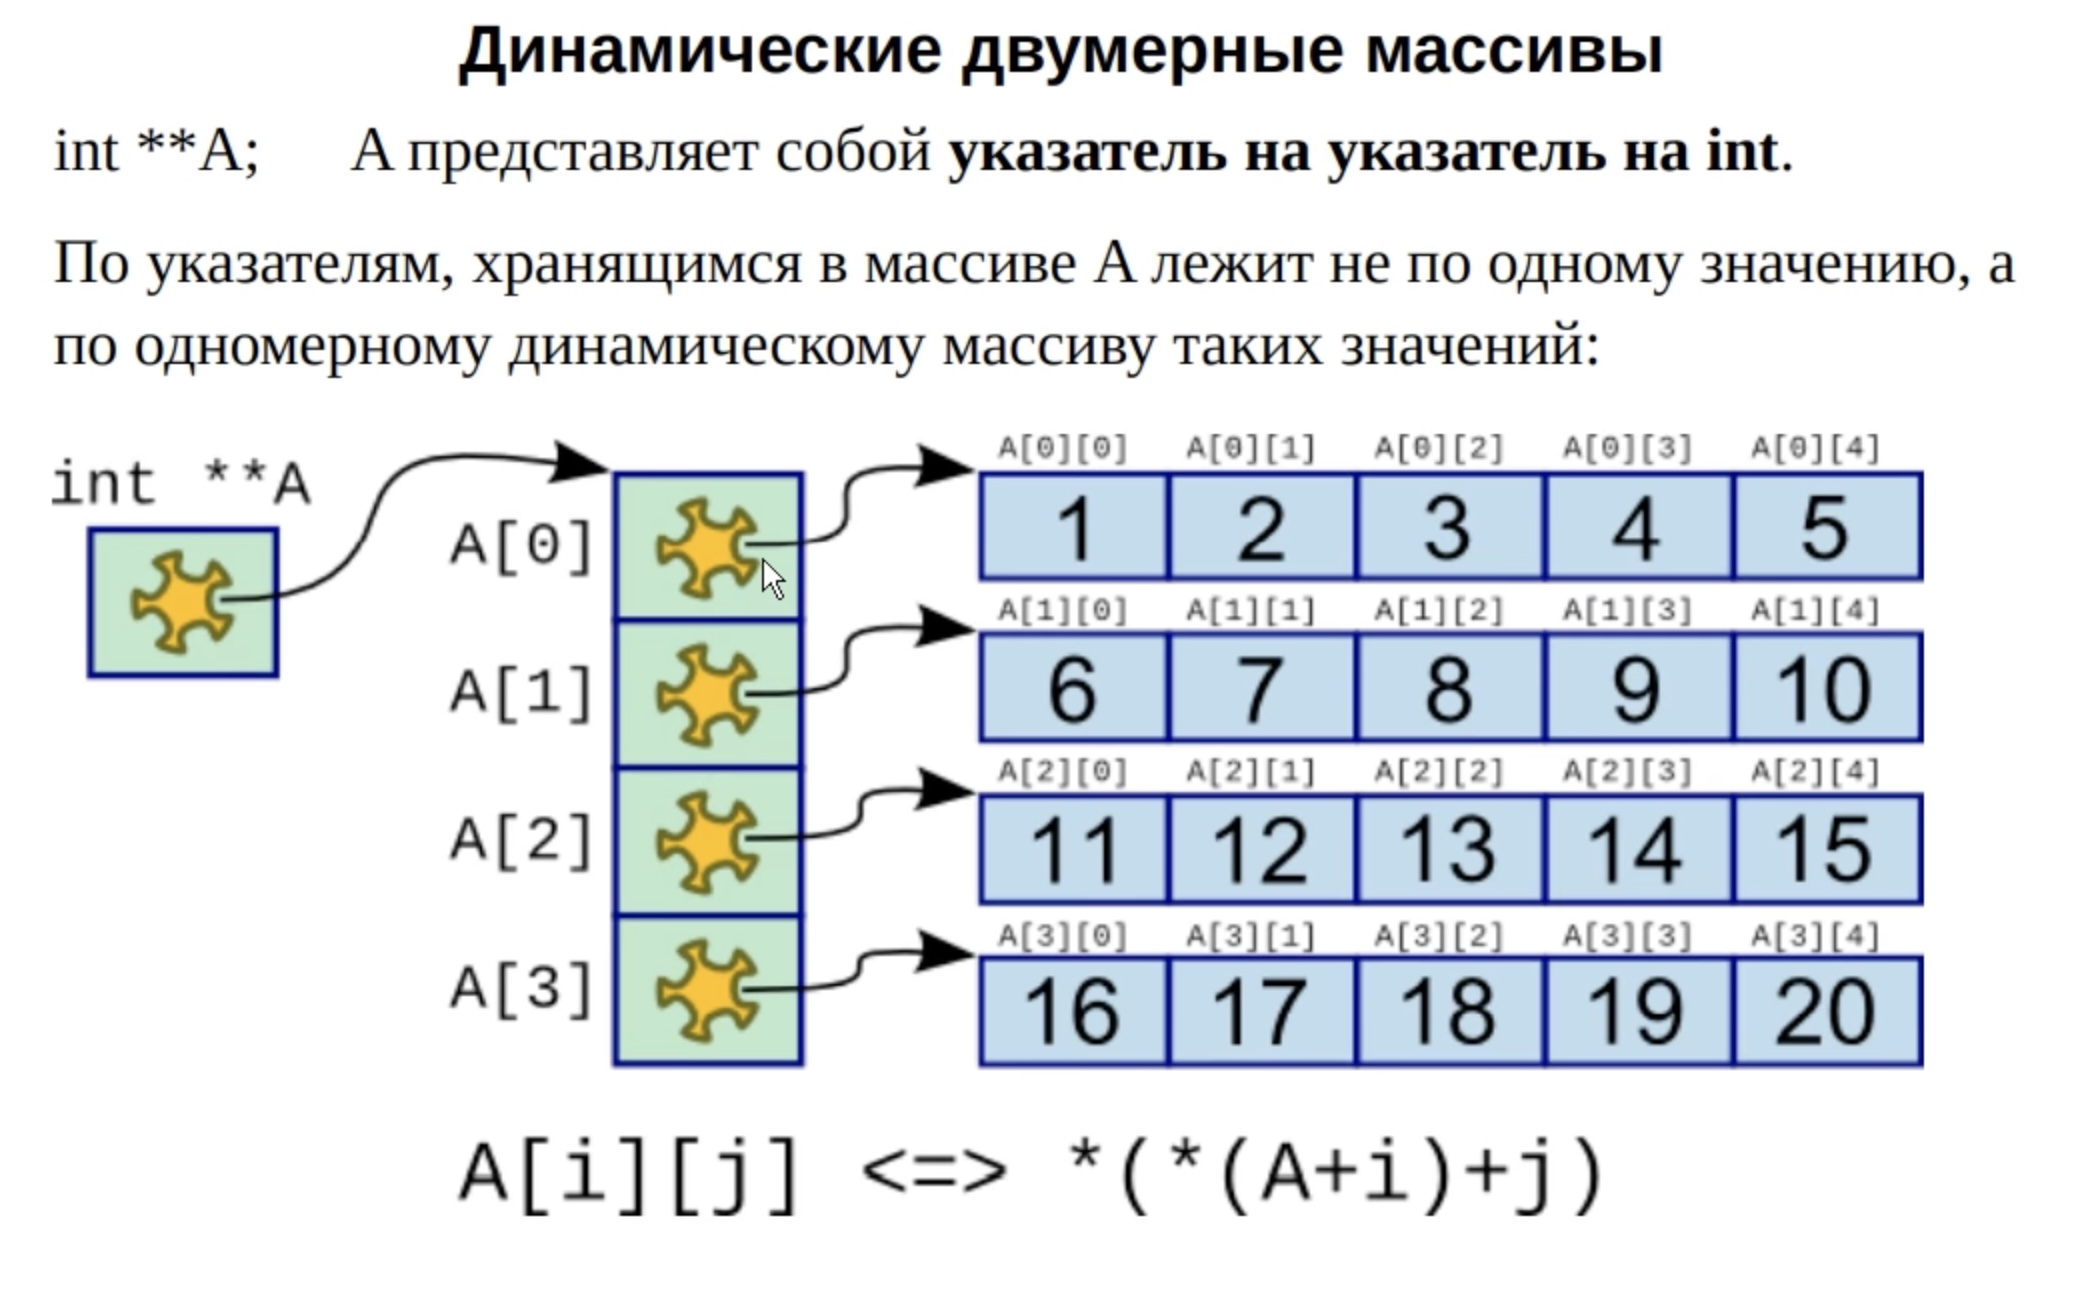 Динамические двумерные массивы
int **A; А представляет собой указатель на указатель на int.
По указателям, хранящимся в массиве А лежит не по одному значению, а
по одномерному динамическому массиву таких значений:
int **A
A[0][0] A[0][1] A[0][2] A[0][3] A[0][4]
A[0] 1 2 3 4 5
A[1][0] A[1][1] A[1][2] A[1][3] A[1][4]
A[1] 6 7 8 9 10
A[2][0] A[2][1] A[2][2] A[2][3] A[2][4]
A[2] 11 12 13 14 15
A[3][0] A[3][1] A[3][2] A[3][3] A[3][4]
A[3] 16 17 18 19 20
A[i][j] <=> *(*(A+i)+j)